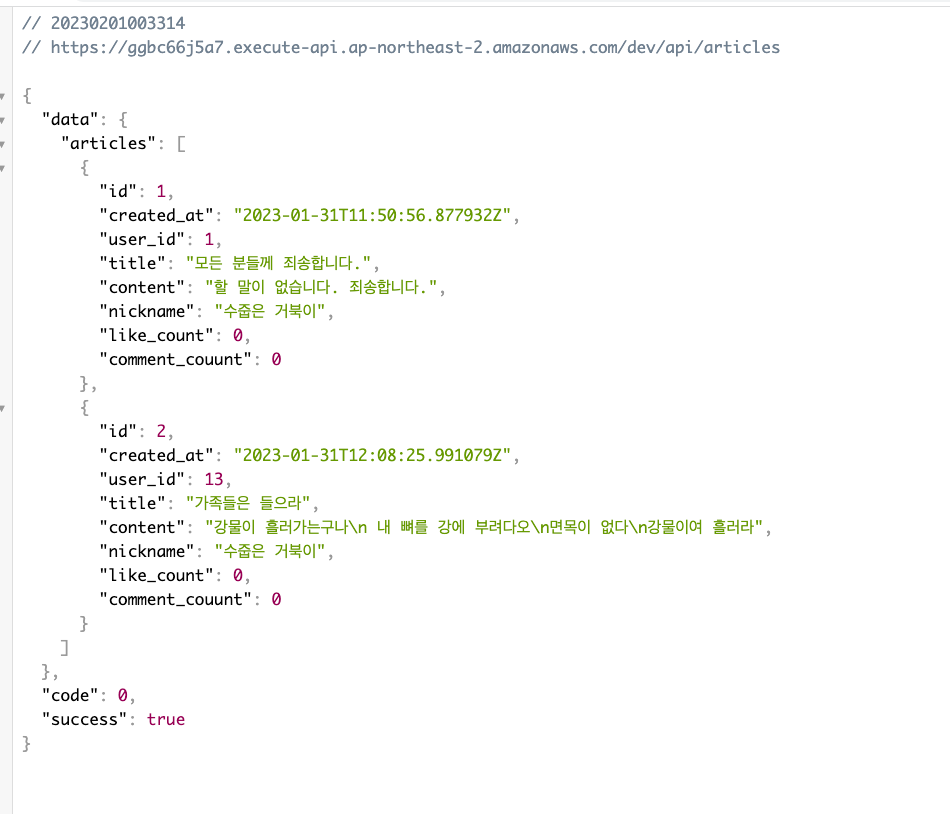 // 20230201003314
// https://ggbc66j5a7.execute-api.ap-northeast-2.amazonaws.com/dev/api/articles
{
"data": {
"articles": [
{
"id": 1,
"created_at": "2023-01-31T11:50:56.877932Z",
"user_id": 1,
"title": "모든 분들께 죄송합니다.",
"content": "할 말이 없습니다. 죄송합니다.",
"nickname": "수줍은 거북이",
"like_count": 0,
"comment_couunt": 0
},
{
"id": 2,
"created_at": "2023-01-31T12:08:25.991079Z",
"user_id": 13,
"title": "가족들은 들으라",
"content": "강물이 흘러가는구나\n 내 뼈를 강에 부려다오\n면목이 없다\n강물이여 흘러라",
"nickname": "수줍은 거북이",
"like_count": 0,
"comment_couunt": 0
}
]
},
"code": 0,
"success": true
}